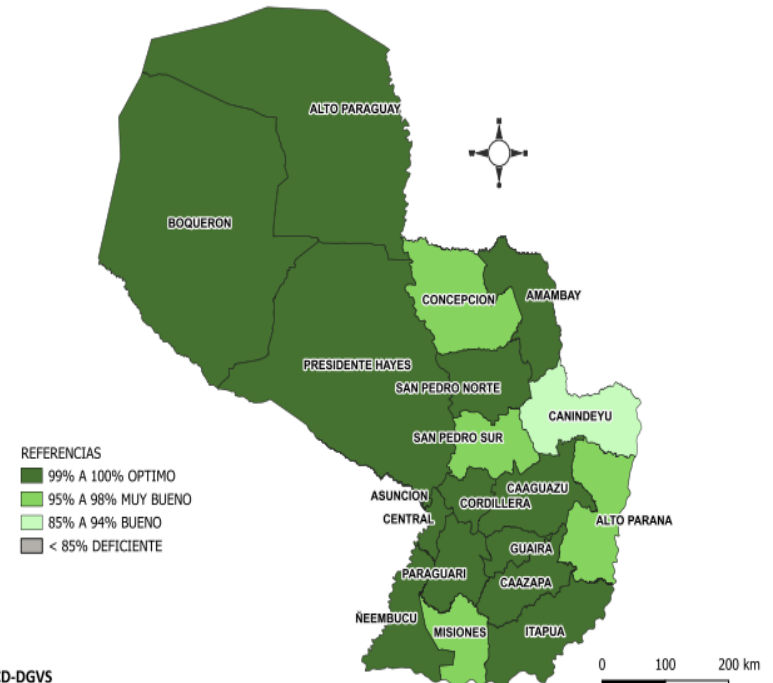 ALTO PARAGUAY
N
W
BOQUERON
CONCEPCION
AMAMBAY
PRESIDENTE HAYES
SAN PEDRO NORTE
CANINDEYU
SAN PEDRO SUR
REFERENCIAS
99% A 100% OPTIMO
95% A 98% MUY BUENO
85% A 94% BUENO
< 85% DEFICIENTE
CAAGUAZU
ASUNCION
CORDILLERA
CENTRAL
ALTO PARANA
GUAIRA
PARAGUARI
CAAZAPA
ÑEEMBUCU
MISIONES
ITAPUA
0 100 200 km
D-DGVS